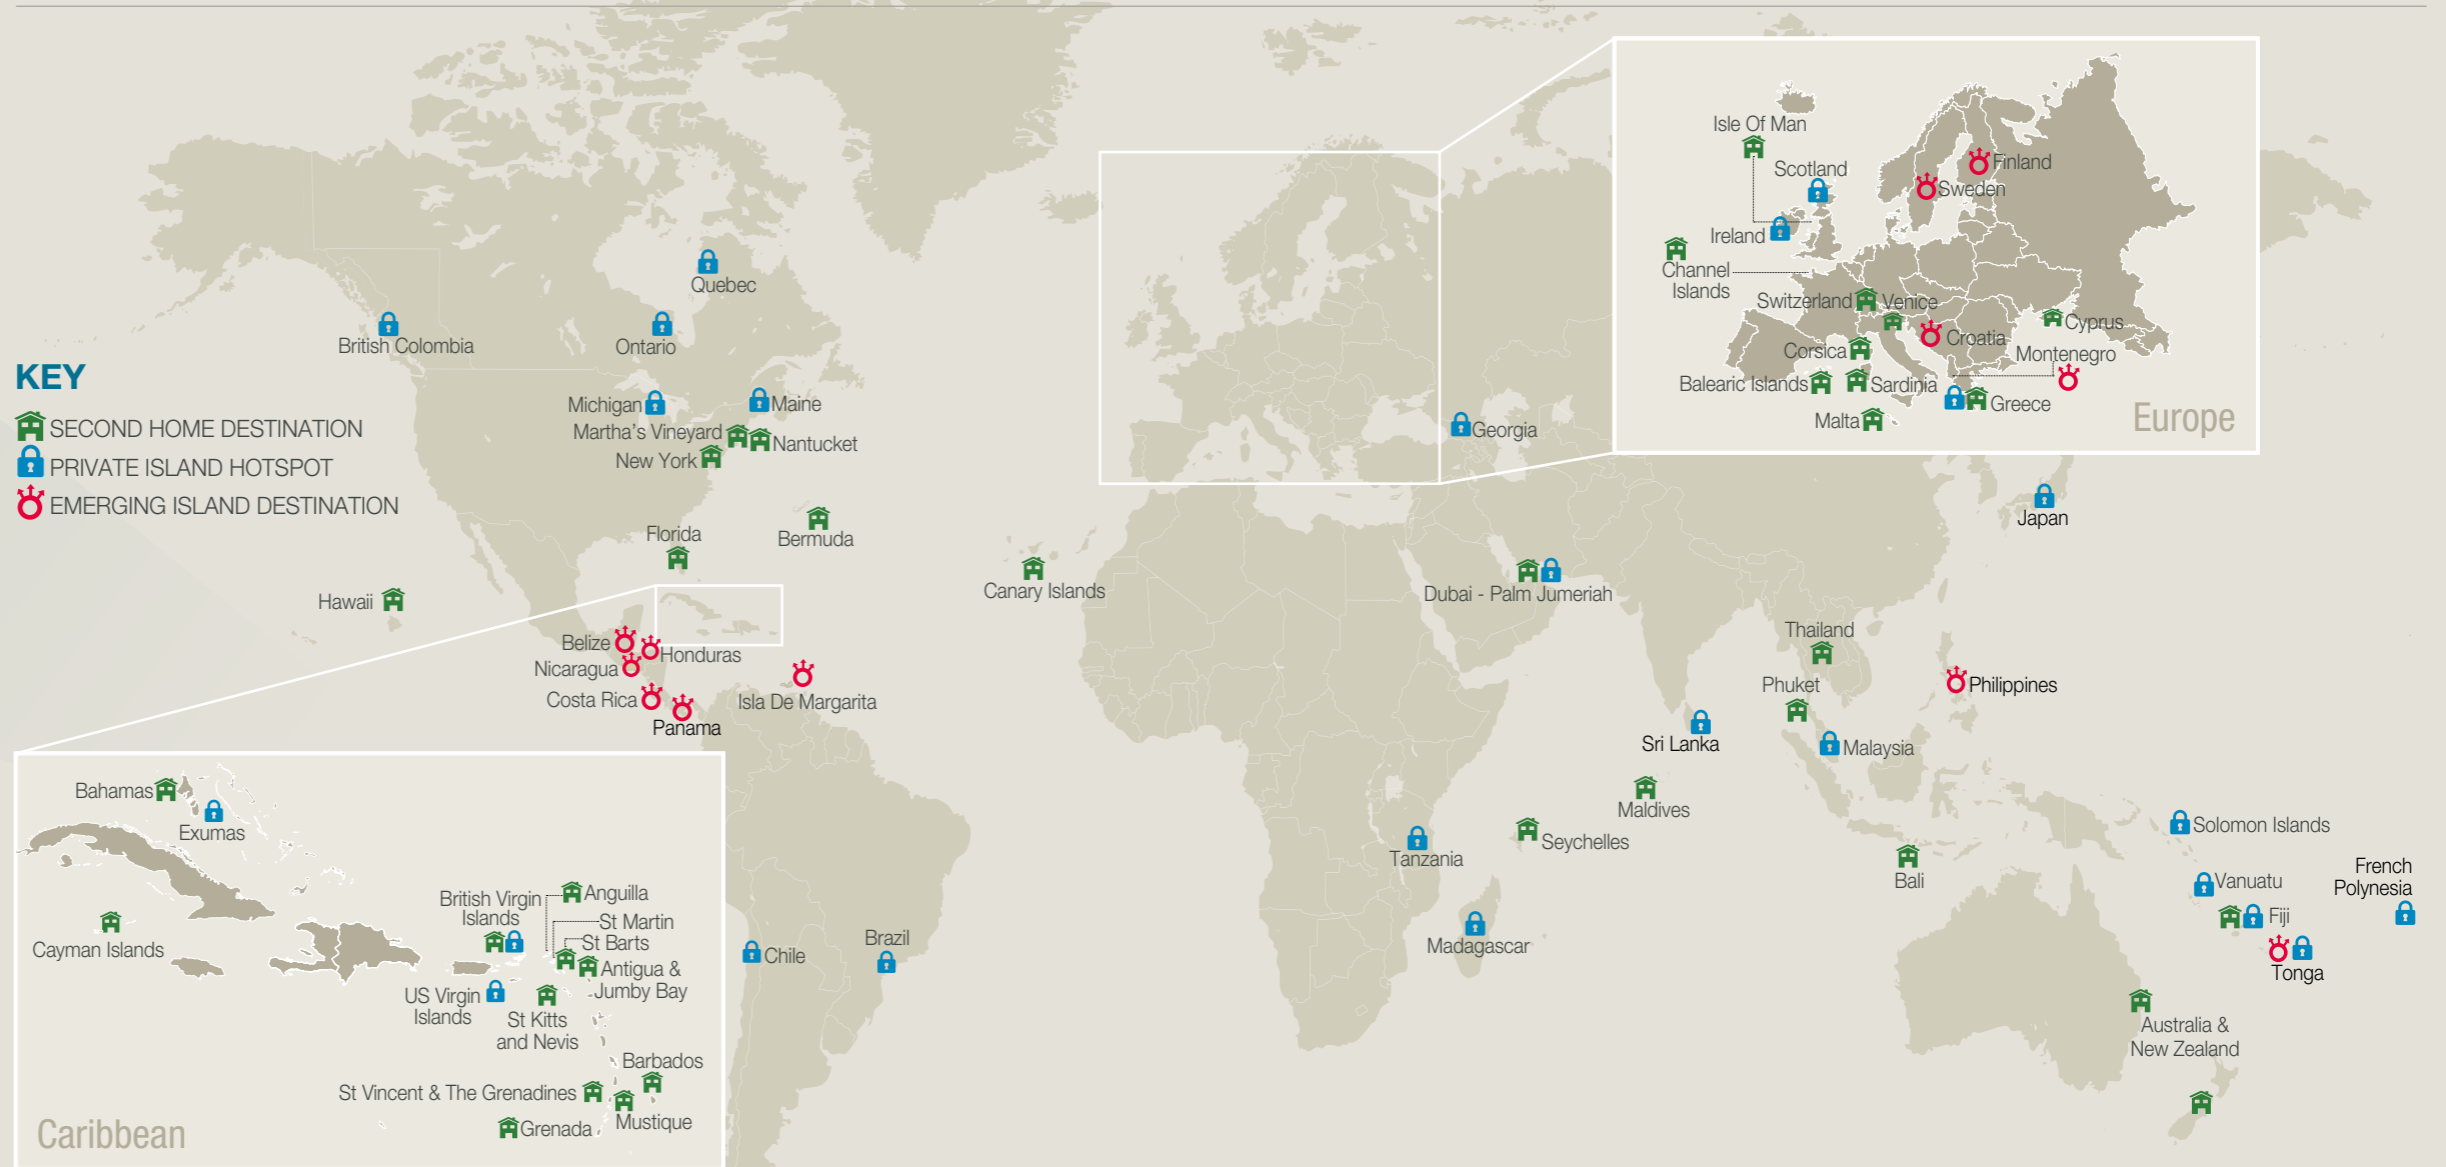 KEY
SECOND HOME DESTINATION
PRIVATE ISLAND HOTSPOT
EMERGING ISLAND DESTINATION
British Colombia
Quebec
Ontario
Michigan
Maine
Martha's Vineyard
Nantucket
New York
Florida
Bermuda
Hawaii
Belize
Honduras
Nicaragua
Costa Rica
Panama
Isla De Margarita
Chile
Brazil
Canary Islands
Georgia
Dubai - Palm Jumeriah
Tanzania
Madagascar
Seychelles
Maldives
Sri Lanka
Thailand
Phuket
Malaysia
Philippines
Japan
Bali
Solomon Islands
Vanuatu
Fiji
Tonga
French
Polynesia
Australia &
New Zealand
Isle Of Man
Scotland
Finland
Sweden
Ireland
Channel
Islands
Switzerland
Venice
Cyprus
Croatia
Montenegro
Corsica
Balearic Islands
Sardinia
Greece
Malta
Europe
Bahamas
Exumas
Cayman Islands
British Virgin
Islands
Anguilla
St Martin
St Barts
Antigua &
Jumby Bay
US Virgin
Islands
St Kitts
and Nevis
Barbados
St Vincent & The Grenadines
Mustique
Grenada
Caribbean